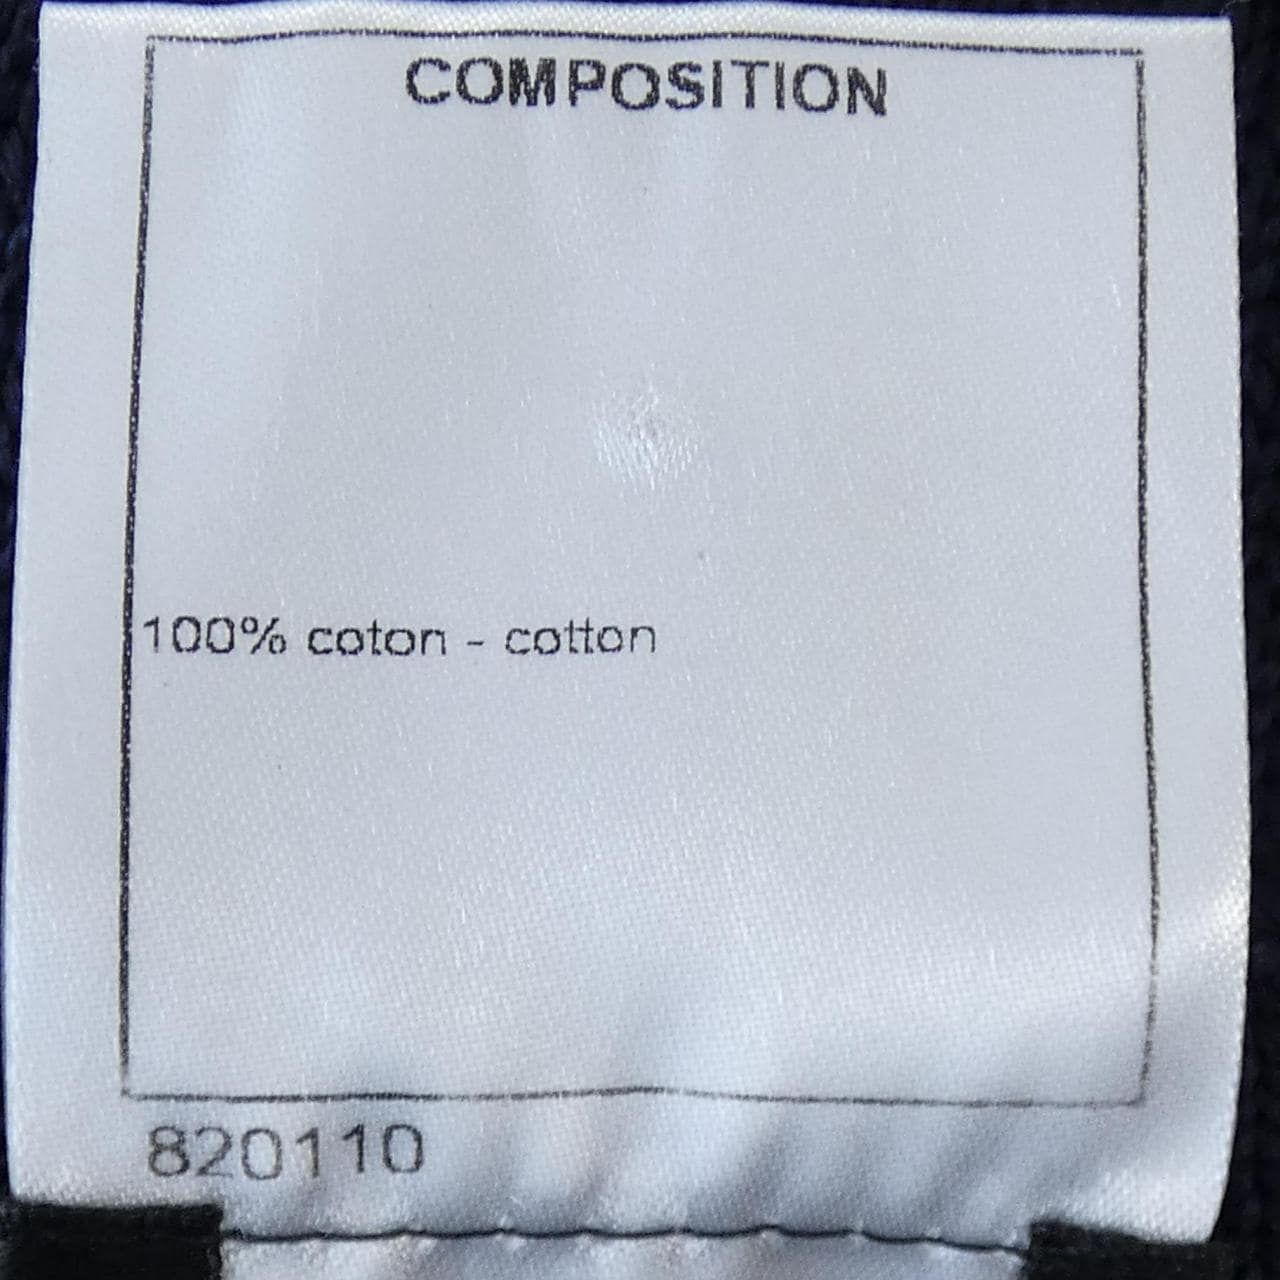 COMPOSITION
100% coton - cotton
820110